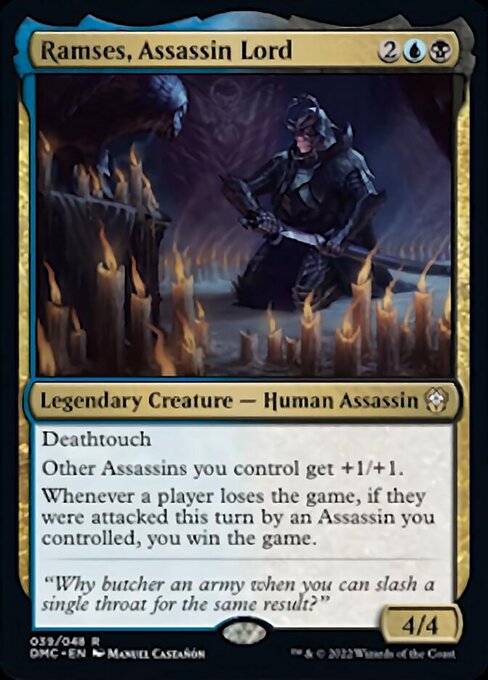 Ramses, Assassin Lord 2
Legendary Creature — Human Assassin
Deathtouch
Other Assassins you control get +1/+1.
Whenever a player loses the game, if they
were attacked this turn by an Assassin you
controlled, you win the game.
“Why butcher an army when you can slash a
single throat for the same result?”
4/4
039/048 R
DMC • EN Manuel Castañón
™ & © 2022 Wizards of the Coast